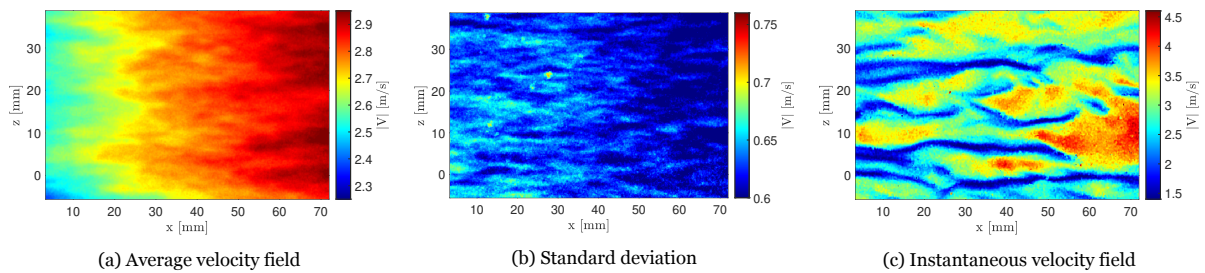 2.9
2.8
2.7
2.6
2.5
2.4
2.3
30
20
10
0
z [mm]
10 20 30 40 50 60 70
x [mm]
|V| [m/s]
(a) Average velocity field
0.75
0.7
0.65
0.6
30
20
10
0
z [mm]
10 20 30 40 50 60 70
x [mm]
|V| [m/s]
(b) Standard deviation
4.5
4
3.5
3
2.5
2
1.5
30
20
10
0
z [mm]
10 20 30 40 50 60 70
x [mm]
|V| [m/s]
(c) Instantaneous velocity field